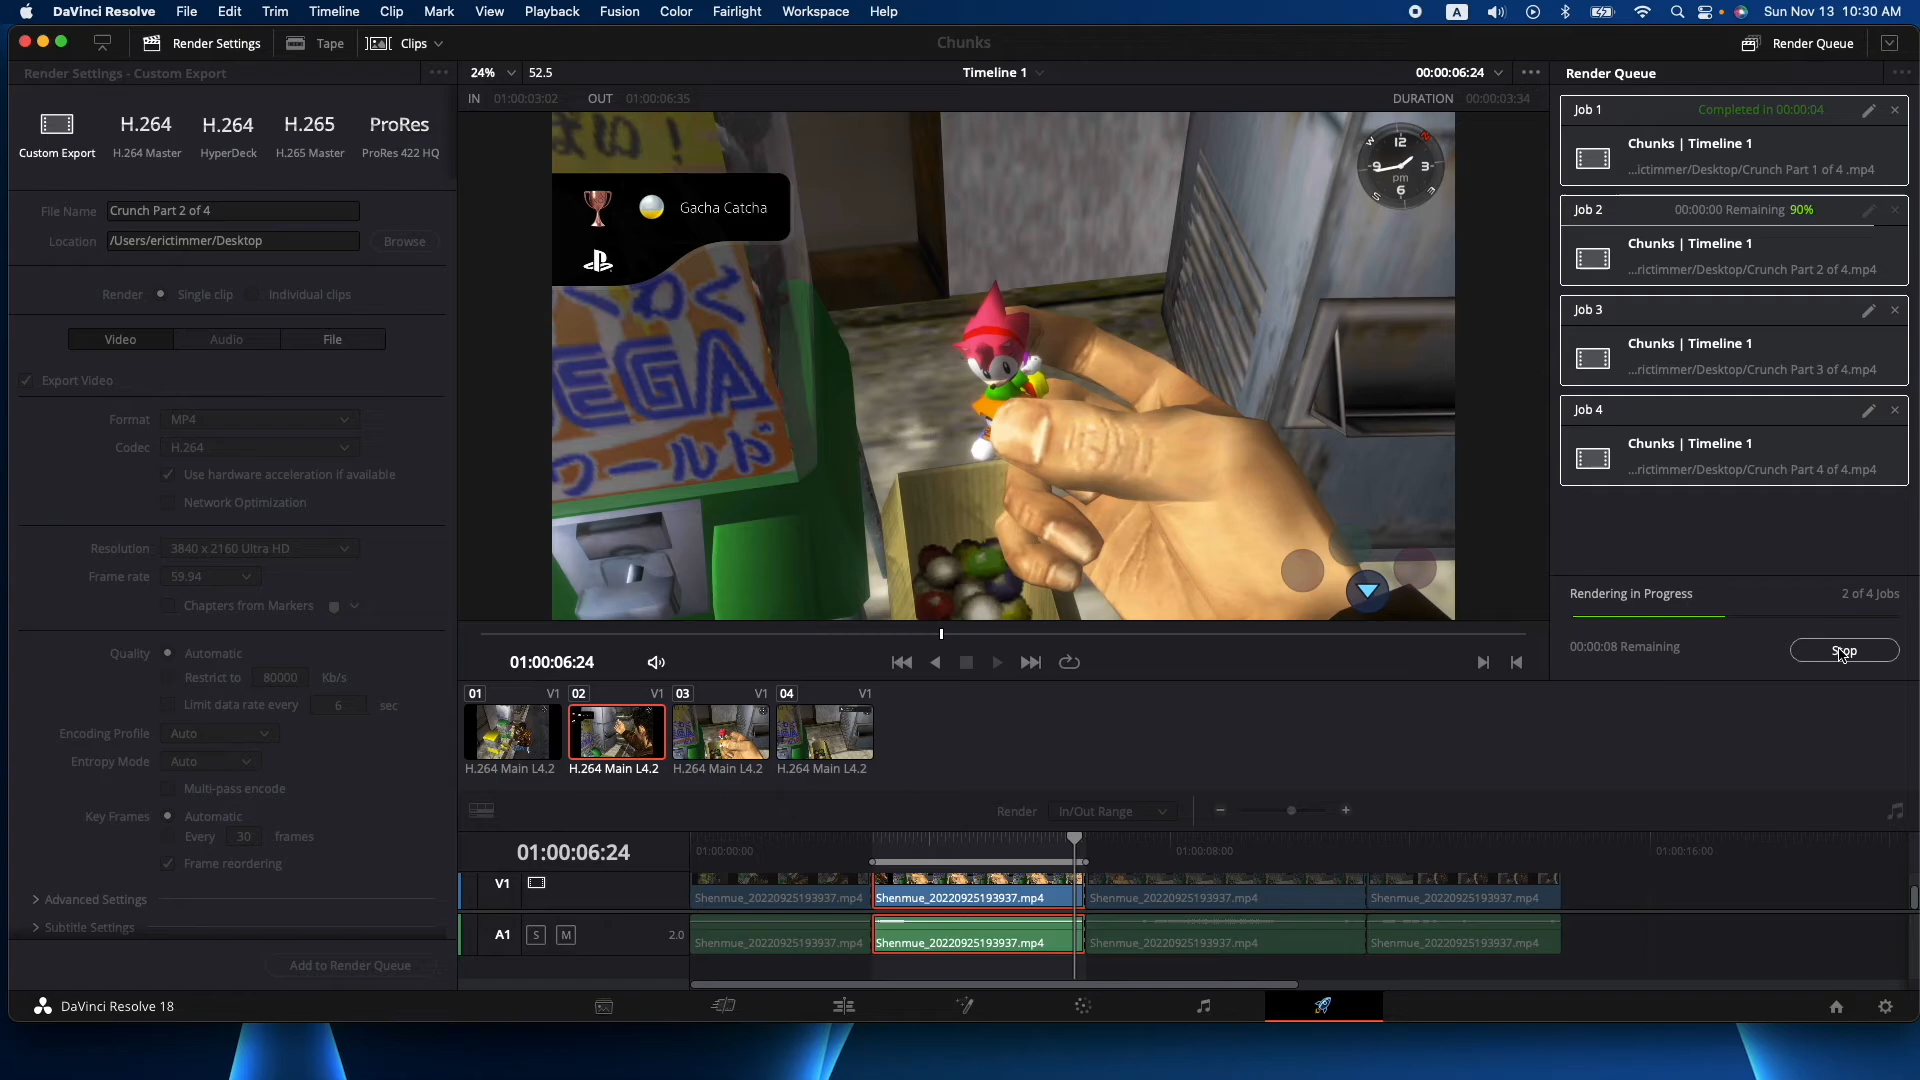 DaVinci Resolve File Edit Trim Timeline Clip Mark View Playback Fusion Color Fairlight Workspace Help A Sun Nov 13 10:30 AM
Render Settings Tape Clips Chunks Render Queue
Render Settings - Custom Export 24% 52.5 Timeline 1 00:00:06:24 Render Queue
IN 01:00:03:02 OUT 01:00:06:35 DURATION 00:00:03:34
H.264 H.264 H.265 ProRes
Custom Export H.264 Master HyperDeck H.265 Master ProRes 422 HQ
File Name Crunch Part 2 of 4
Location /Users/erictimmer/Desktop Browse
Render Single clip Individual clips
Video Audio File
Export Video
Format MP4
Codec H.264
Use hardware acceleration if available
Network Optimization
Resolution 3840 x 2160 Ultra HD
Frame rate 59.94
Chapters from Markers
Quality Automatic
Restrict to 80000 Kb/s
Limit data rate every 6 sec
Encoding Profile Auto
Entropy Mode Auto
Multi-pass encode
Key Frames Automatic
Every 30 frames
Frame reordering
Advanced Settings
Subtitle Settings
Add to Render Queue
Gacha Catcha
N
W 12
9 3
pm
S 6 E
SEGA
ワールド
Job 1 Completed in 00:00:04
Chunks | Timeline 1
...ictimmer/Desktop/Crunch Part 1 of 4 .mp4
Job 2 00:00:00 Remaining 90%
Chunks | Timeline 1
...rictimmer/Desktop/Crunch Part 2 of 4.mp4
Job 3
Chunks | Timeline 1
...rictimmer/Desktop/Crunch Part 3 of 4.mp4
Job 4
Chunks | Timeline 1
...rictimmer/Desktop/Crunch Part 4 of 4.mp4
Rendering in Progress 2 of 4 Jobs
00:00:08 Remaining Stop
01:00:06:24
01 V1 02 V1 03 V1 04 V1
H.264 Main L4.2 H.264 Main L4.2 H.264 Main L4.2 H.264 Main L4.2
Render In/Out Range
01:00:06:24 01:00:00:00 01:00:08:00 01:00:16:00
V1 Shenmue_20220925193937.mp4 Shenmue_20220925193937.mp4 Shenmue_20220925193937.mp4 Shenmue_20220925193937.mp4
A1 S M 2.0 Shenmue_20220925193937.mp4 Shenmue_20220925193937.mp4 Shenmue_20220925193937.mp4 Shenmue_20220925193937.mp4
DaVinci Resolve 18